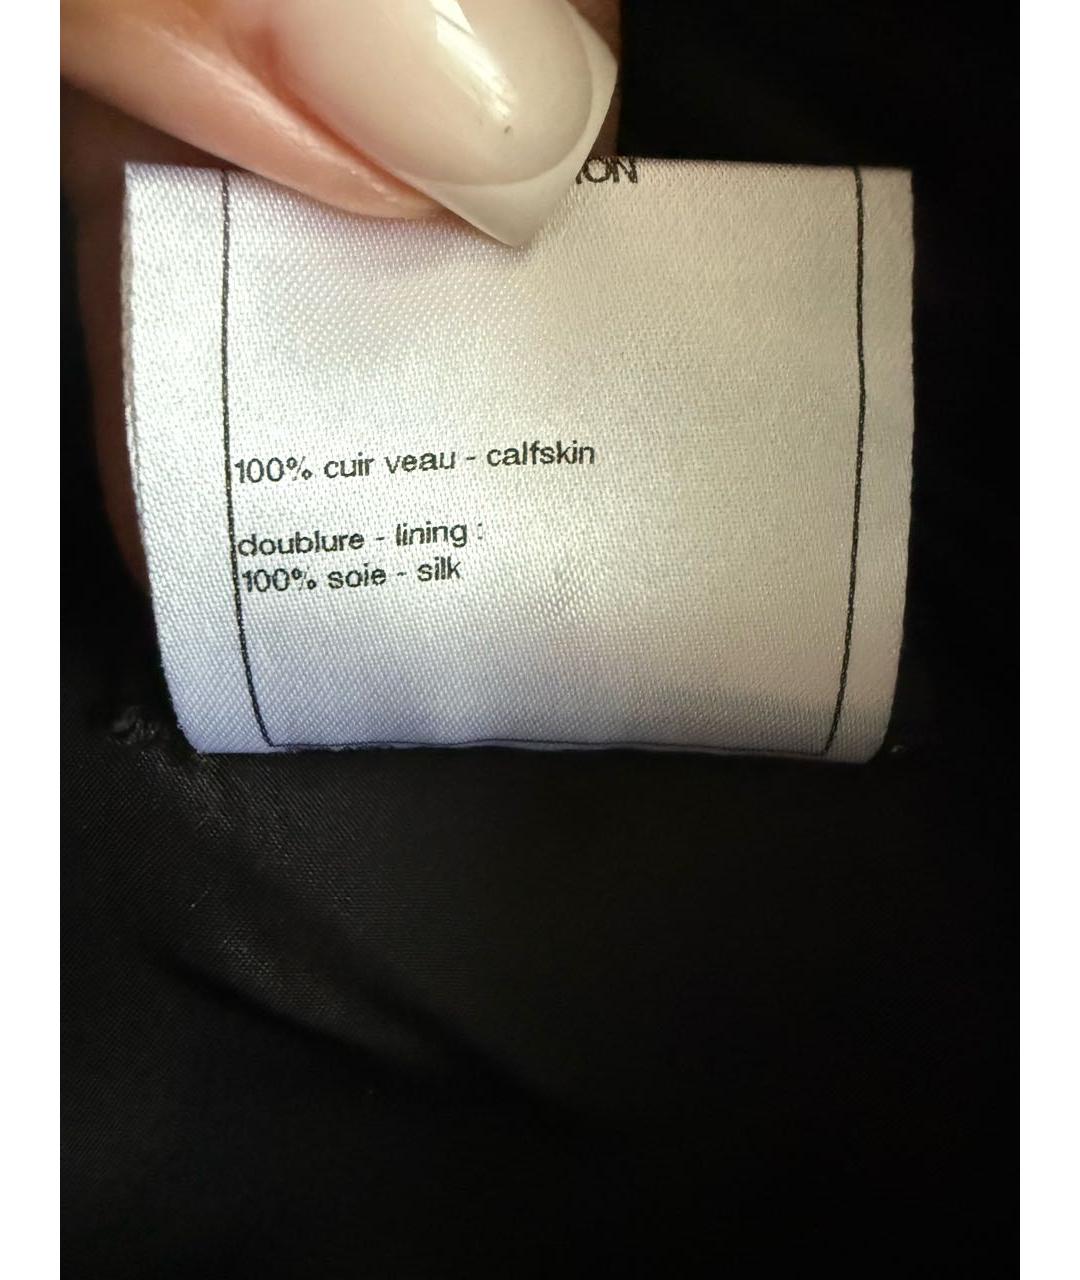 100% cuir veau - calfskin
doublure - lining :
100% soie - silk